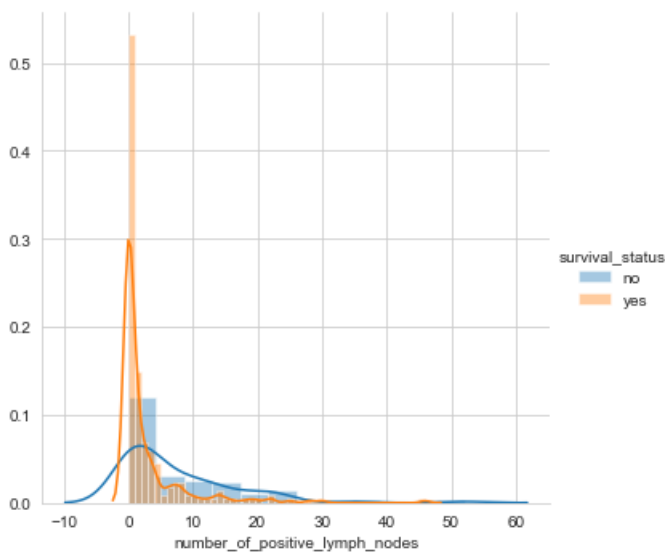 0.5
0.4
0.3
0.2
0.1
0.0
−10 0 10 20 30 40 50 60
number_of_positive_lymph_nodes
survival_status
no
yes